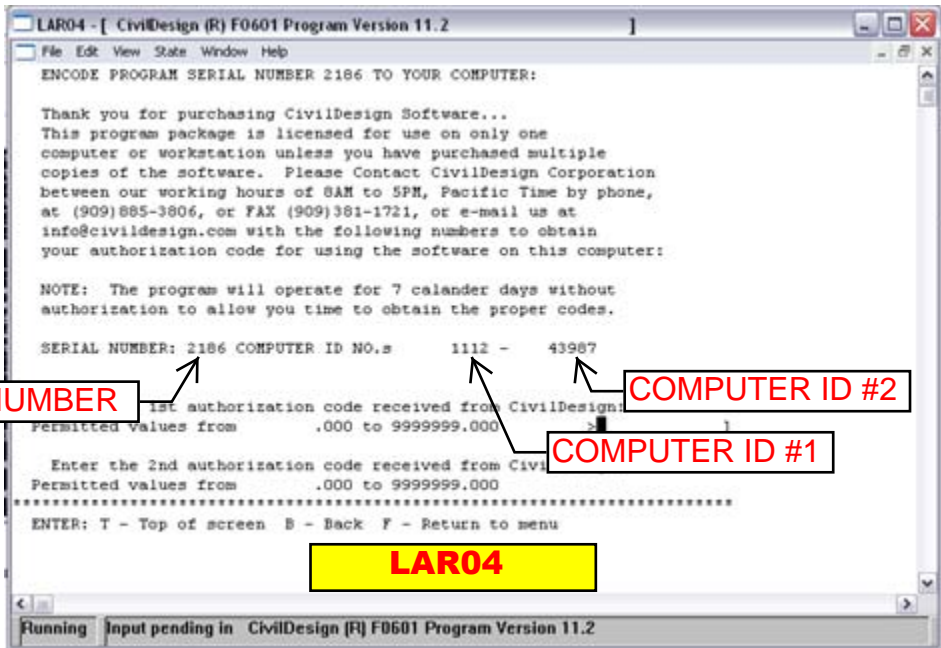 LAR04 - [ CivilDesign (R) F0601 Program Version 11.2 ]
File Edit View State Window Help
ENCODE PROGRAM SERIAL NUMBER 2186 TO YOUR COMPUTER:
Thank you for purchasing CivilDesign Software...
This program package is licensed for use on only one
computer or workstation unless you have purchased multiple
copies of the software. Please Contact CivilDesign Corporation
between our working hours of 8AM to 5PM, Pacific Time by phone,
at (909)885-3806, or FAX (909)381-1721, or e-mail us at
info@civildesign.com with the following numbers to obtain
your authorization code for using the software on this computer:
NOTE: The program will operate for 7 calander days without
authorization to allow you time to obtain the proper codes.
SERIAL NUMBER: 2186 COMPUTER ID NO.s 1112 - 43987
NUMBER
COMPUTER ID #2
1st authorization code received from CivilDesign:
Permitted values from .000 to 9999999.000 > ]
COMPUTER ID #1
Enter the 2nd authorization code received from Civi
Permitted values from .000 to 9999999.000
******************************************************************************
ENTER: T - Top of screen B - Back F - Return to menu
LAR04
Running Input pending in CivilDesign (R) F0601 Program Version 11.2